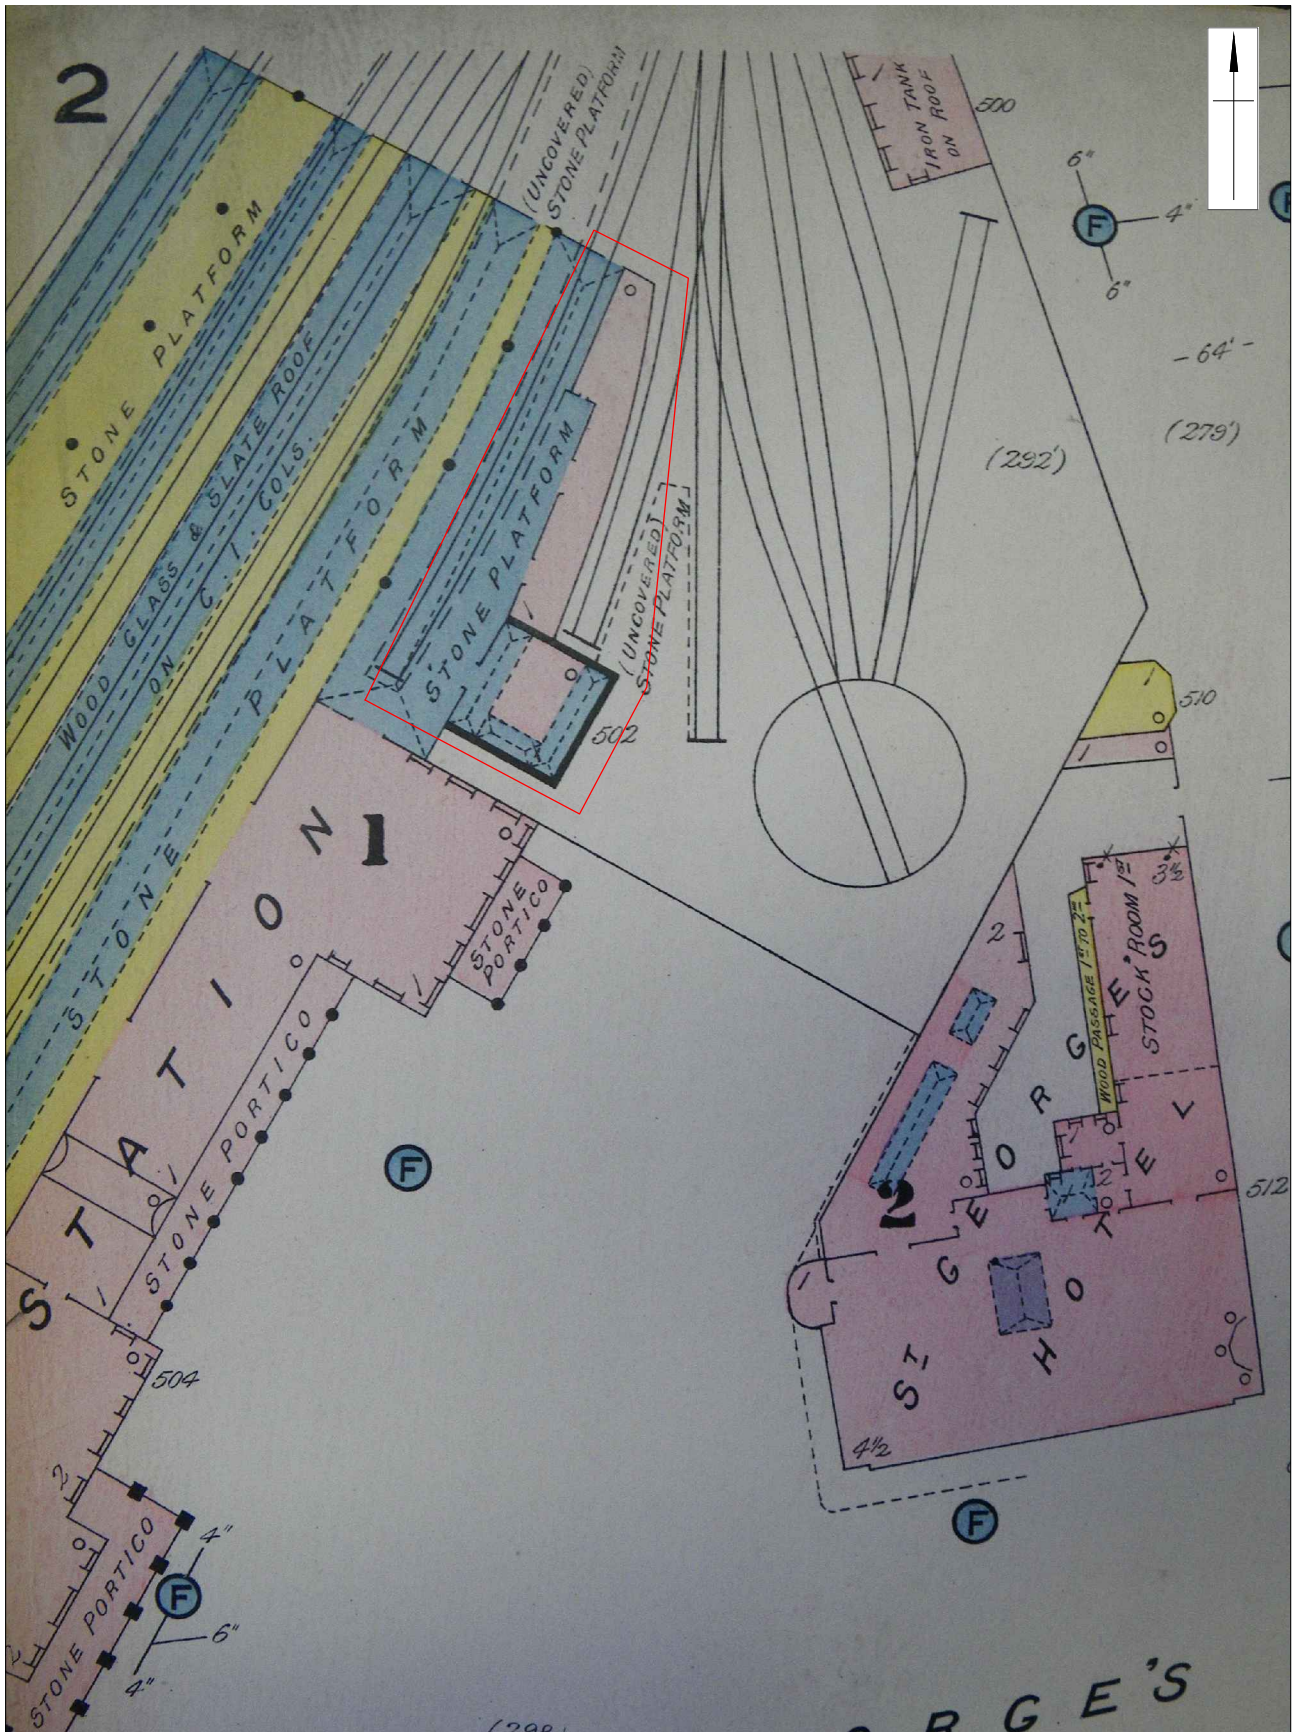 2
(UNCOVERED)
STONE PLATFORM
IRON TANK
ON ROOF
500
6"
F
4"
6"
-64'-
(279')
(292')
STONE PLATFORM
WOOD GLASS & SLATE ROOF
ON C.I. COLS.
STONE PLATFORM
STONE PLATFORM
(UNCOVERED)
STONE PLATFORM
502
510
1
STATION
STONE
PORTICO
STONE PORTICO
F
504
2
STONE PORTICO
4"
F
6"
4"
2
3½
STOCK ROOM 1ST
WOOD PASSAGE 1ST TO 2ND
2
2
512
ST GEORGES
HOTEL
4½
F
RGE'S